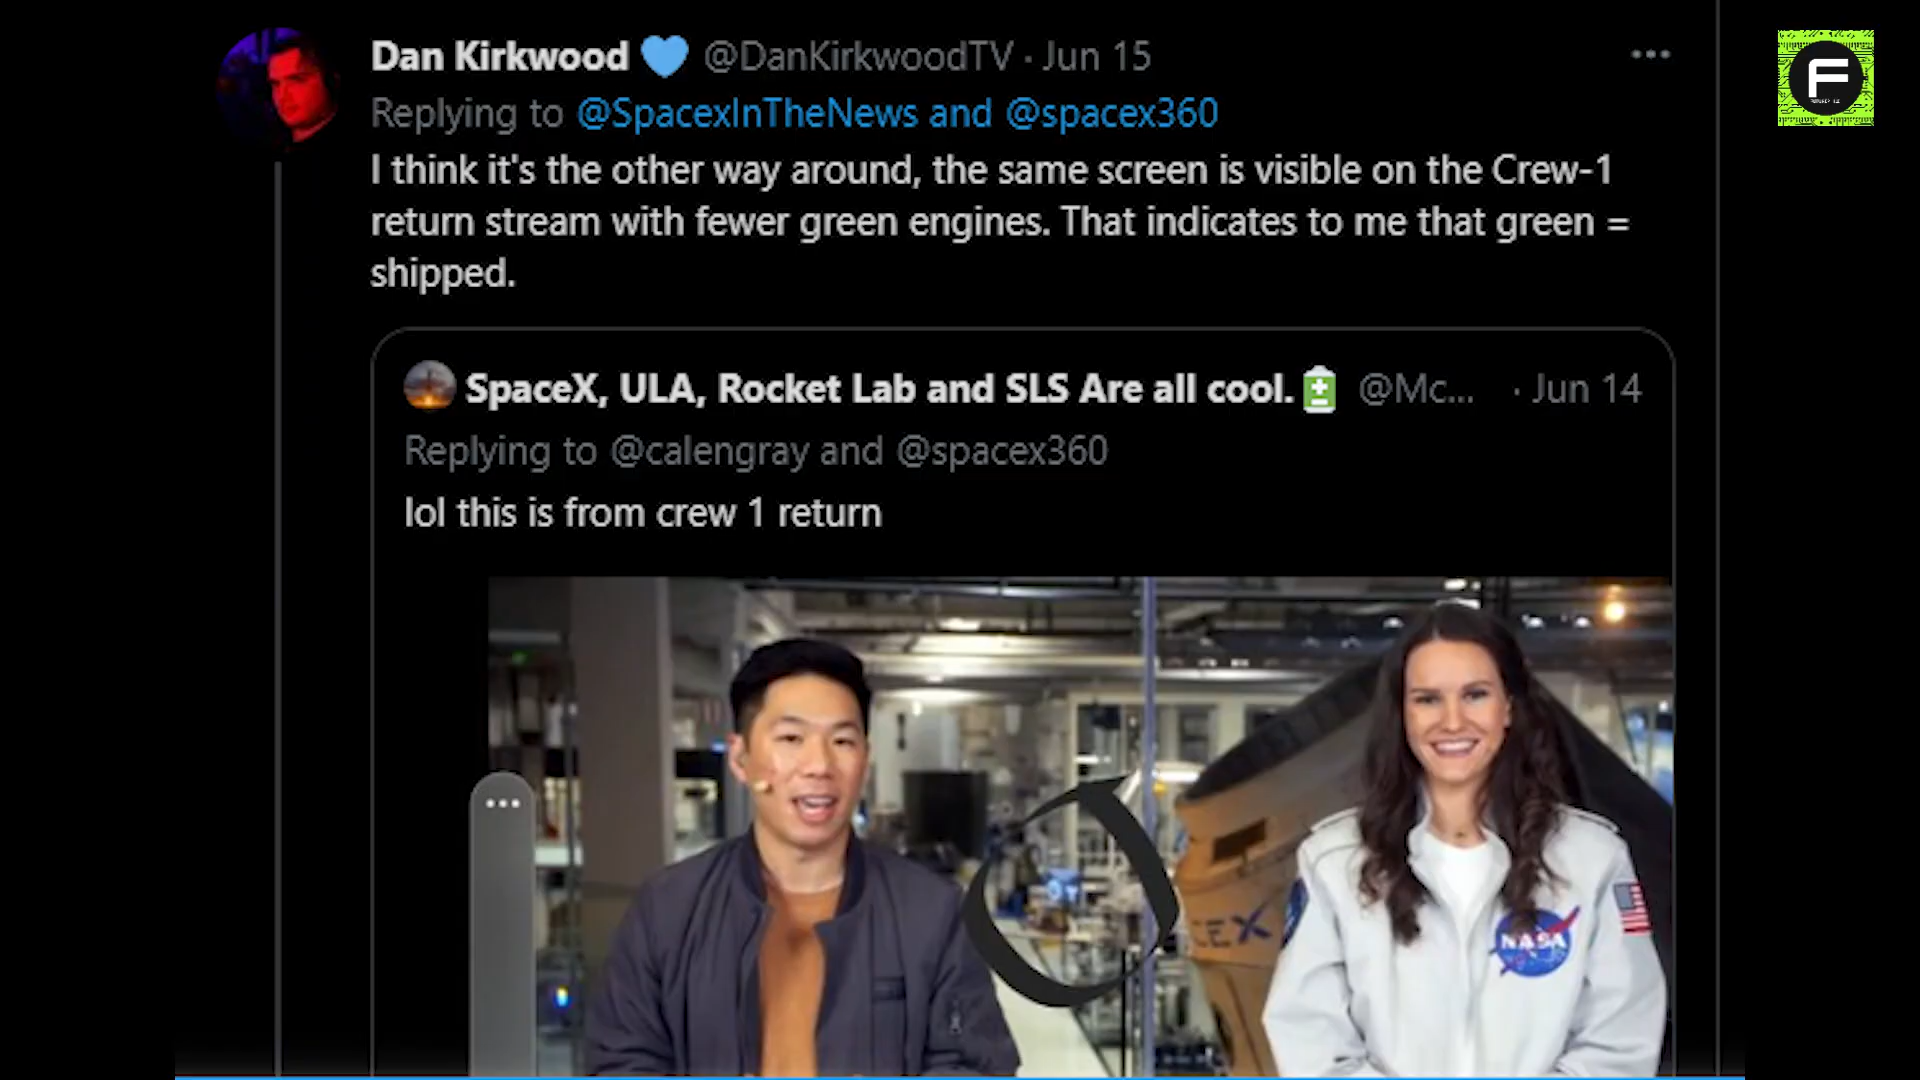 Dan Kirkwood 💙 @DanKirkwoodTV · Jun 15
Replying to @SpacexInTheNews and @spacex360
I think it's the other way around, the same screen is visible on the Crew-1
return stream with fewer green engines. That indicates to me that green =
shipped.
SpaceX, ULA, Rocket Lab and SLS Are all cool.🔋 @Mc... · Jun 14
Replying to @calengray and @spacex360
lol this is from crew 1 return
CEX
NASA
F